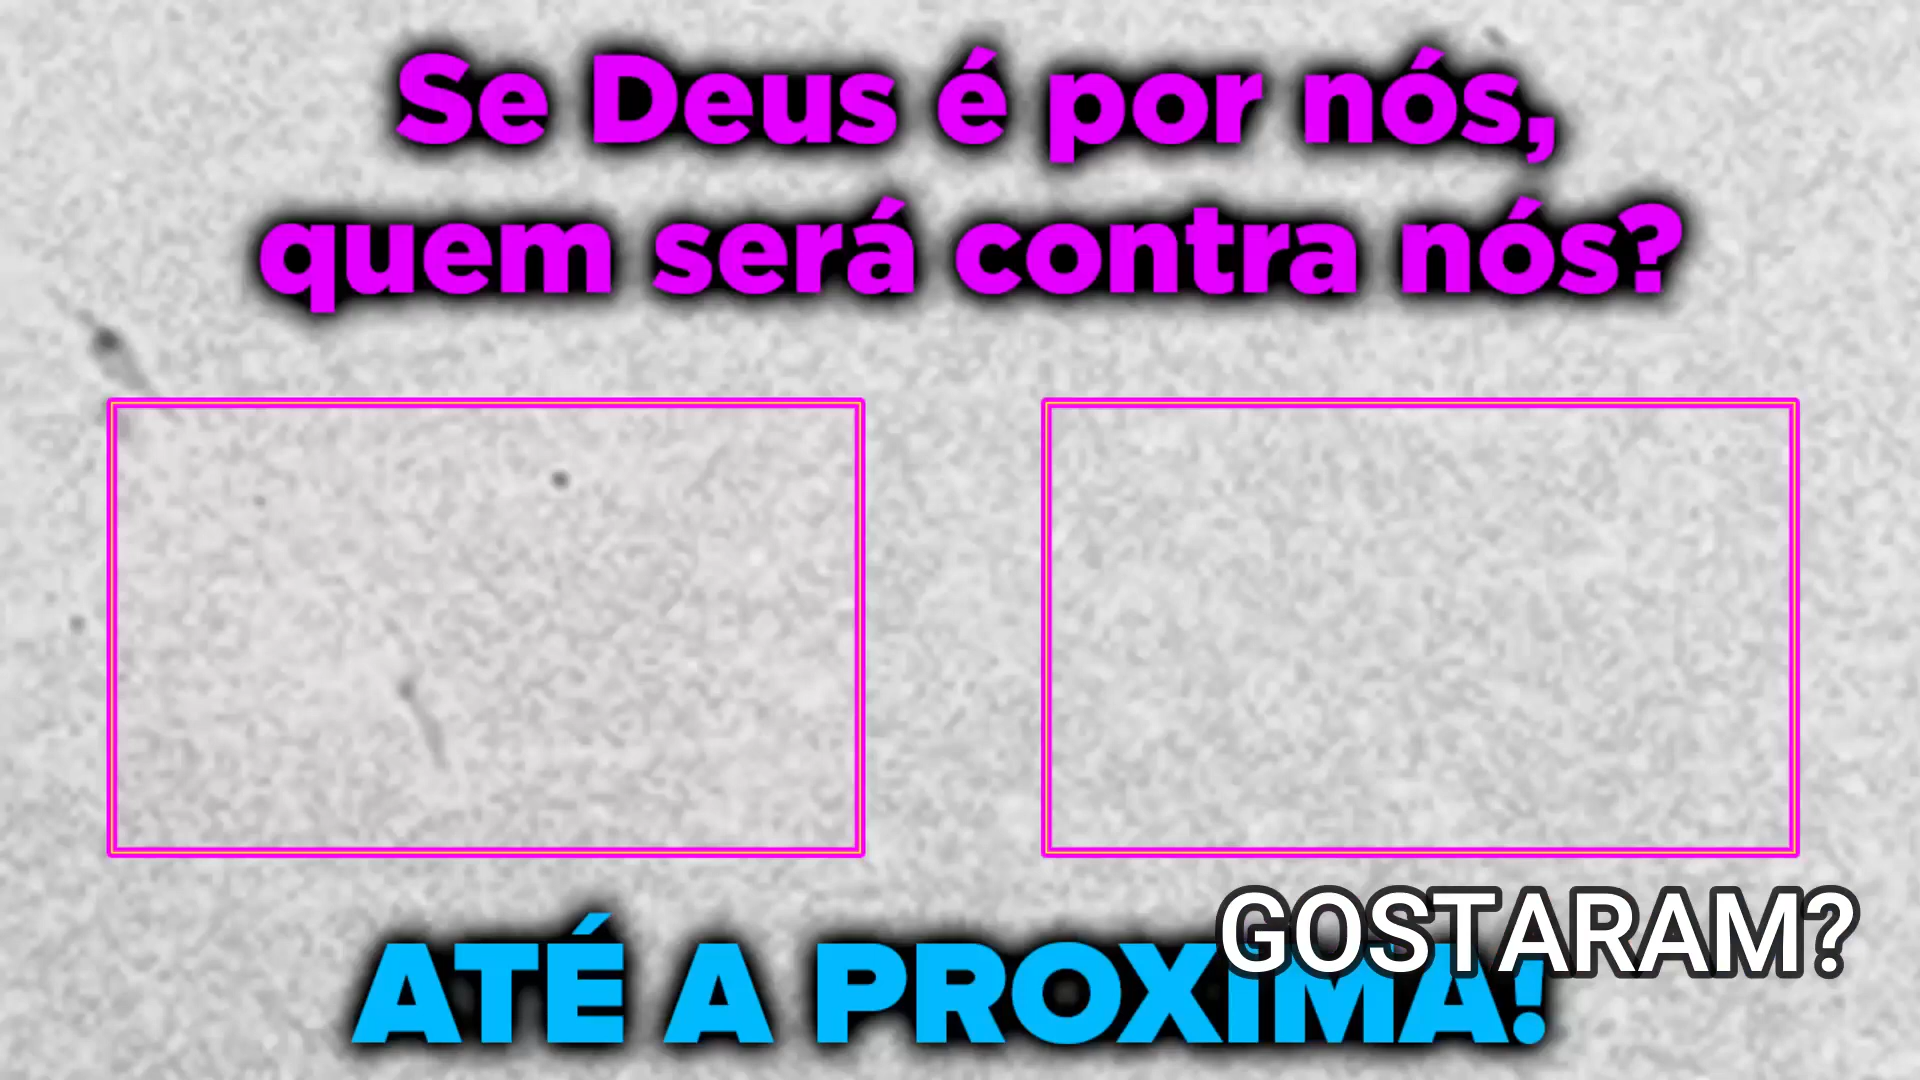 Se Deus é por nós,
quem será contra nós?
GOSTARAM?
ATÉ A PROXIMA!